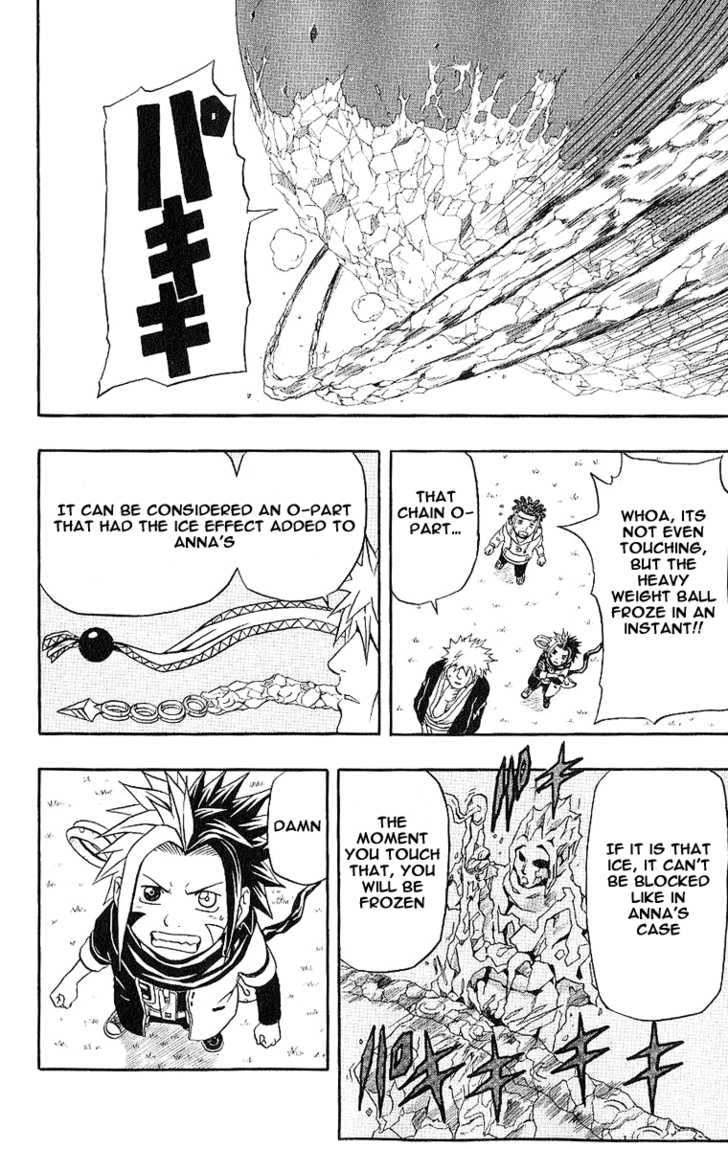 パキキ
WHOA, ITS
NOT EVEN
TOUCHING,
BUT THE
HEAVY
WEIGHT BALL
FROZE IN AN
INSTANT!!
THAT
CHAIN O-
PART...
IT CAN BE CONSIDERED AN O-PART
THAT HAD THE ICE EFFECT ADDED TO
ANNA'S
IF IT IS THAT
ICE, IT CAN'T
BE BLOCKED
LIKE IN
ANNA'S
CASE
パキ
THE
MOMENT
YOU TOUCH
THAT, YOU
WILL BE
FROZEN
パキキキキ
DAMN